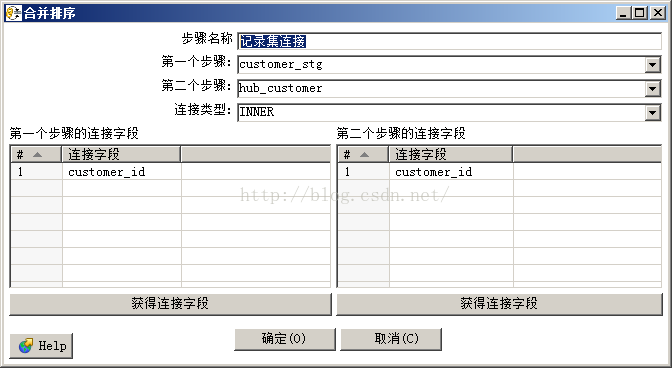 合并排序
步骤名称 记录集连接
第一个步骤: customer_stg
第二个步骤: hub_customer
连接类型: INNER
第一个步骤的连接字段 第二个步骤的连接字段
# 连接字段 # 连接字段
1 customer_id 1 customer_id
http://blog.csdn.net/
获得连接字段 获得连接字段
确定(O) 取消(C)
Help